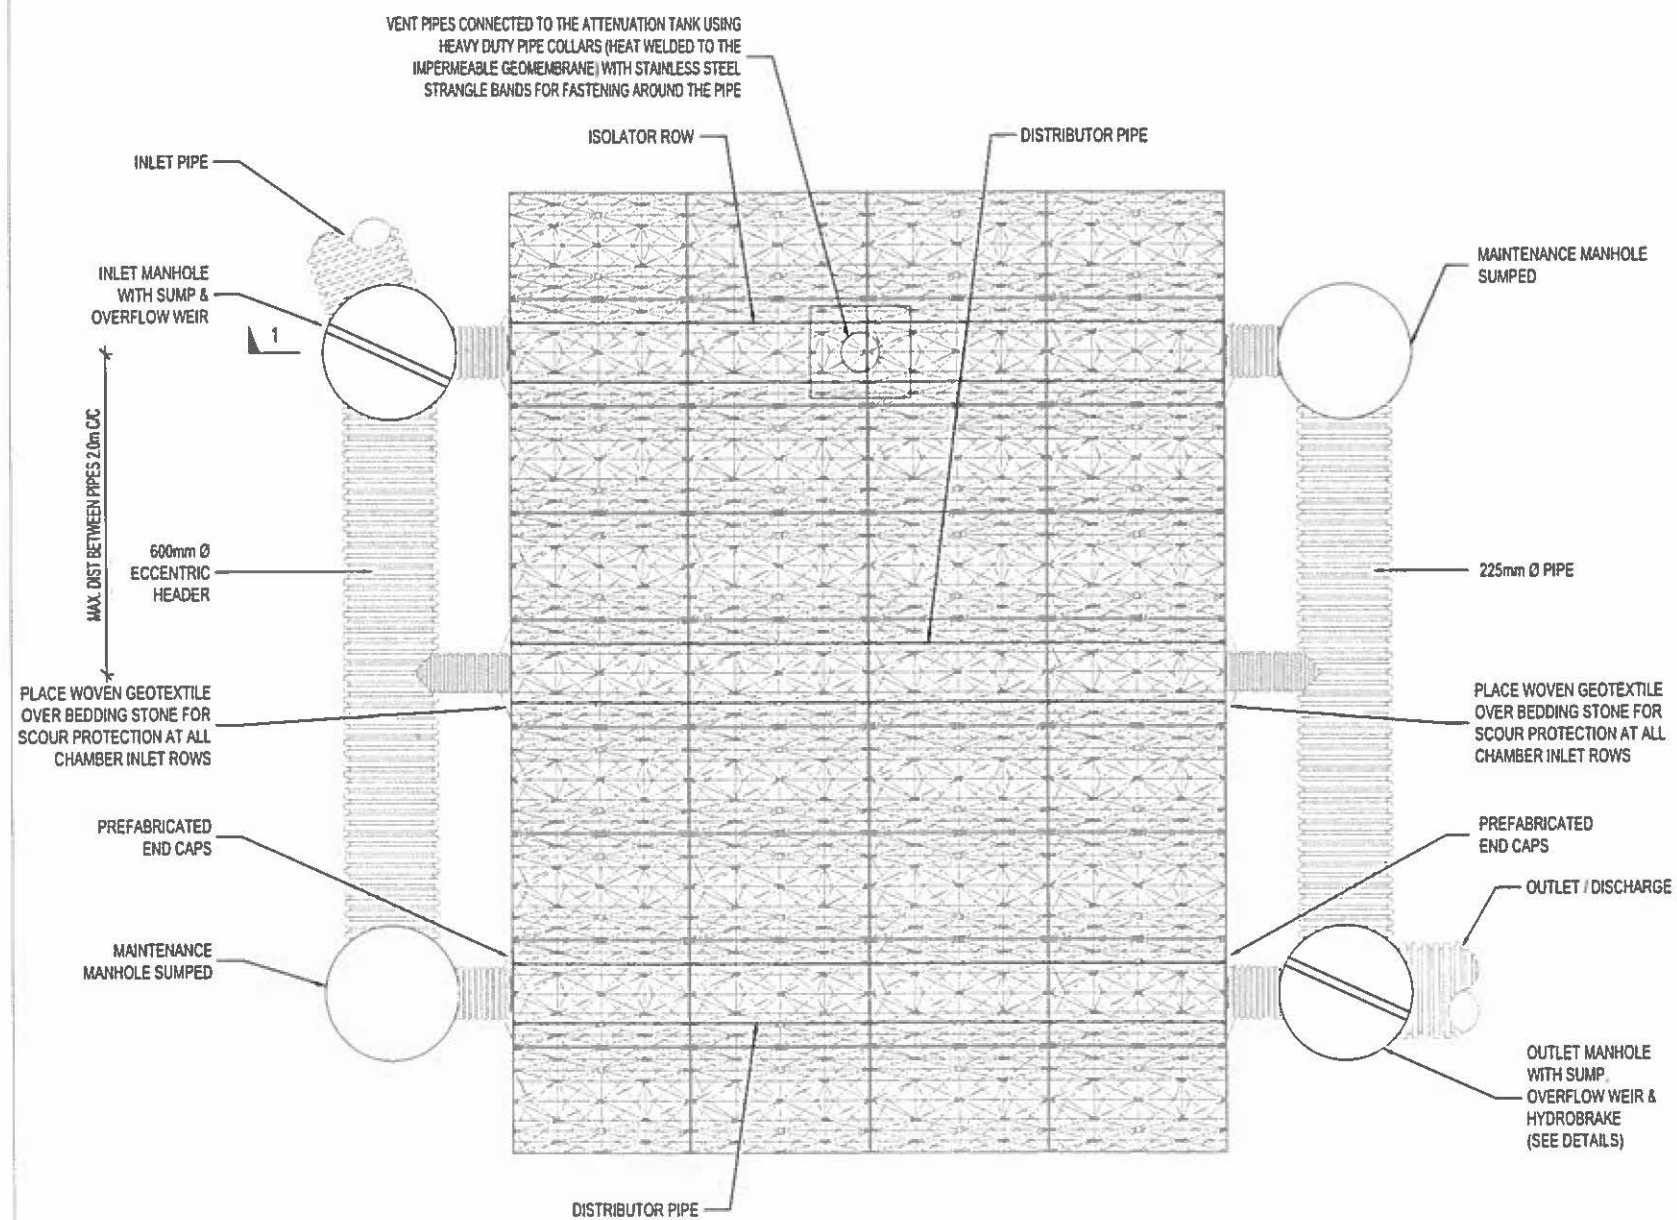 VENT PIPES CONNECTED TO THE ATTENUATION TANK USING
HEAVY DUTY PIPE COLLARS (HEAT WELDED TO THE
IMPERMEABLE GEOMEMBRANE) WITH STAINLESS STEEL
STRANGLE BANDS FOR FASTENING AROUND THE PIPE
ISOLATOR ROW
DISTRIBUTOR PIPE
INLET PIPE
INLET MANHOLE
WITH SUMP &
OVERFLOW WEIR
1
MAINTENANCE MANHOLE
SUMPED
MAX. DIST BETWEEN PIPES 2.0m C/C
600mm Ø
ECCENTRIC
HEADER
225mm Ø PIPE
PLACE WOVEN GEOTEXTILE
OVER BEDDING STONE FOR
SCOUR PROTECTION AT ALL
CHAMBER INLET ROWS
PLACE WOVEN GEOTEXTILE
OVER BEDDING STONE FOR
SCOUR PROTECTION AT ALL
CHAMBER INLET ROWS
PREFABRICATED
END CAPS
PREFABRICATED
END CAPS
OUTLET / DISCHARGE
MAINTENANCE
MANHOLE SUMPED
OUTLET MANHOLE
WITH SUMP,
OVERFLOW WEIR &
HYDROBRAKE
(SEE DETAILS)
DISTRIBUTOR PIPE